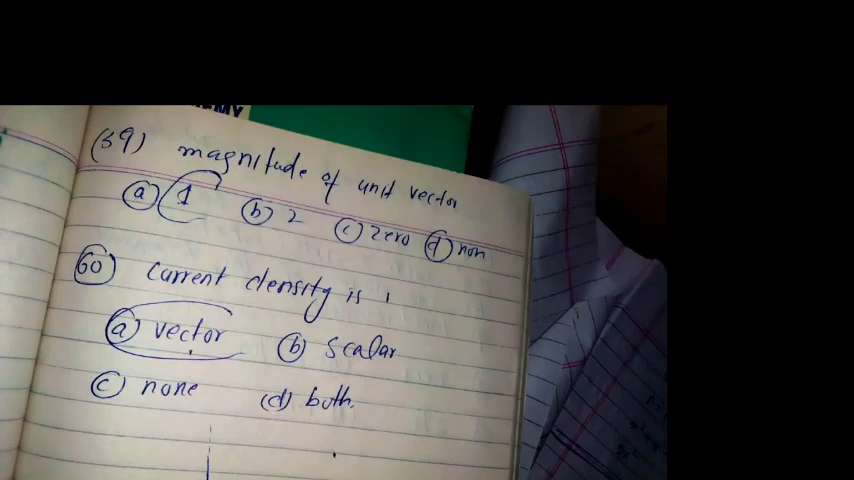 (59) magnitude of unit vector
(a) 1 (b) 2 (c) zero (d) non
(60) Current density is
(a) vector (b) scalar
(c) none (d) both.